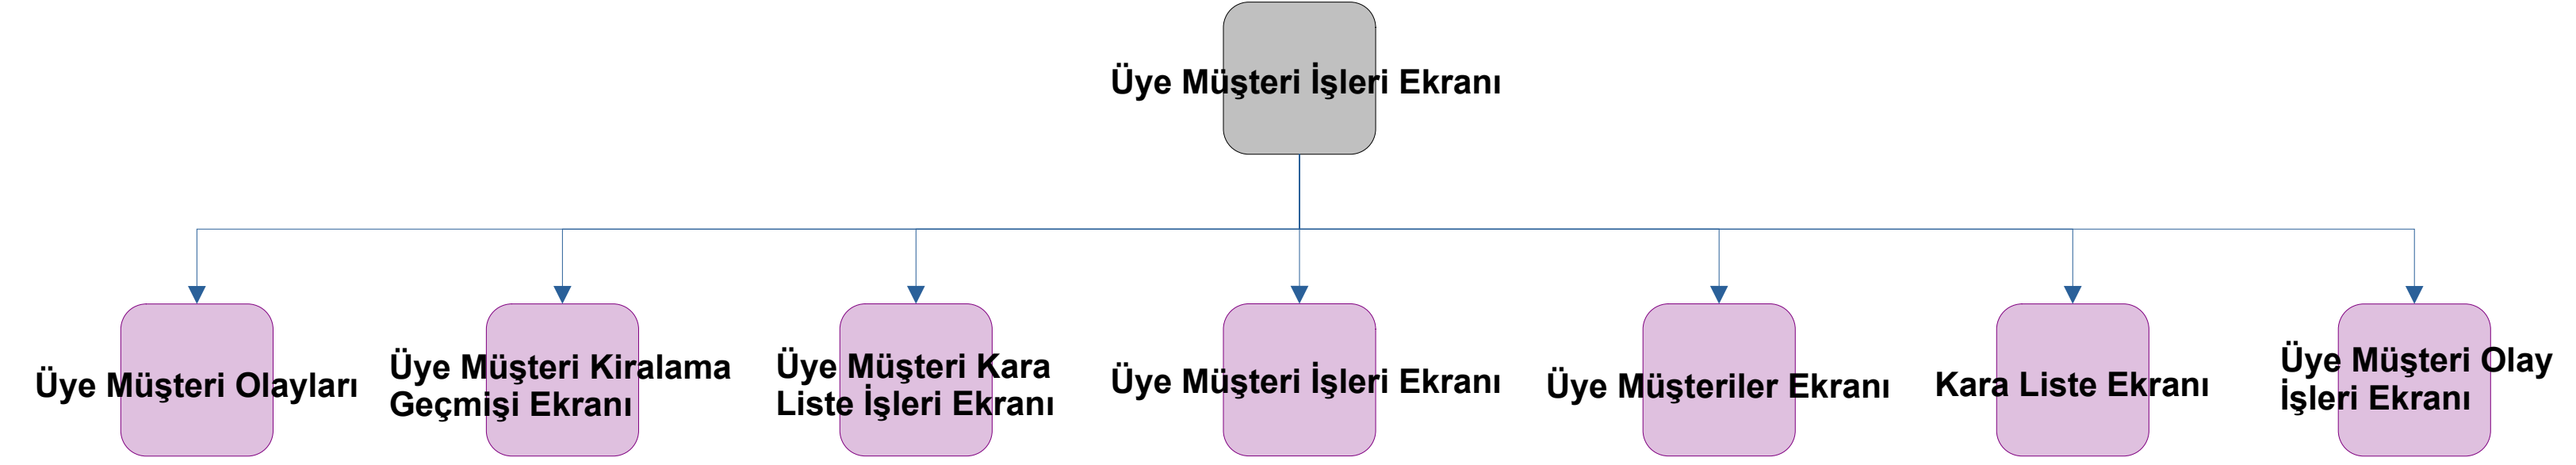 Üye Müşteri İşleri Ekranı
Üye Müşteri Olayları
Üye Müşteri Kiralama
Geçmişi Ekranı
Üye Müşteri Kara
Liste İşleri Ekranı
Üye Müşteri İşleri Ekranı
Üye Müşteriler Ekranı
Kara Liste Ekranı
Üye Müşteri Olay
İşleri Ekranı